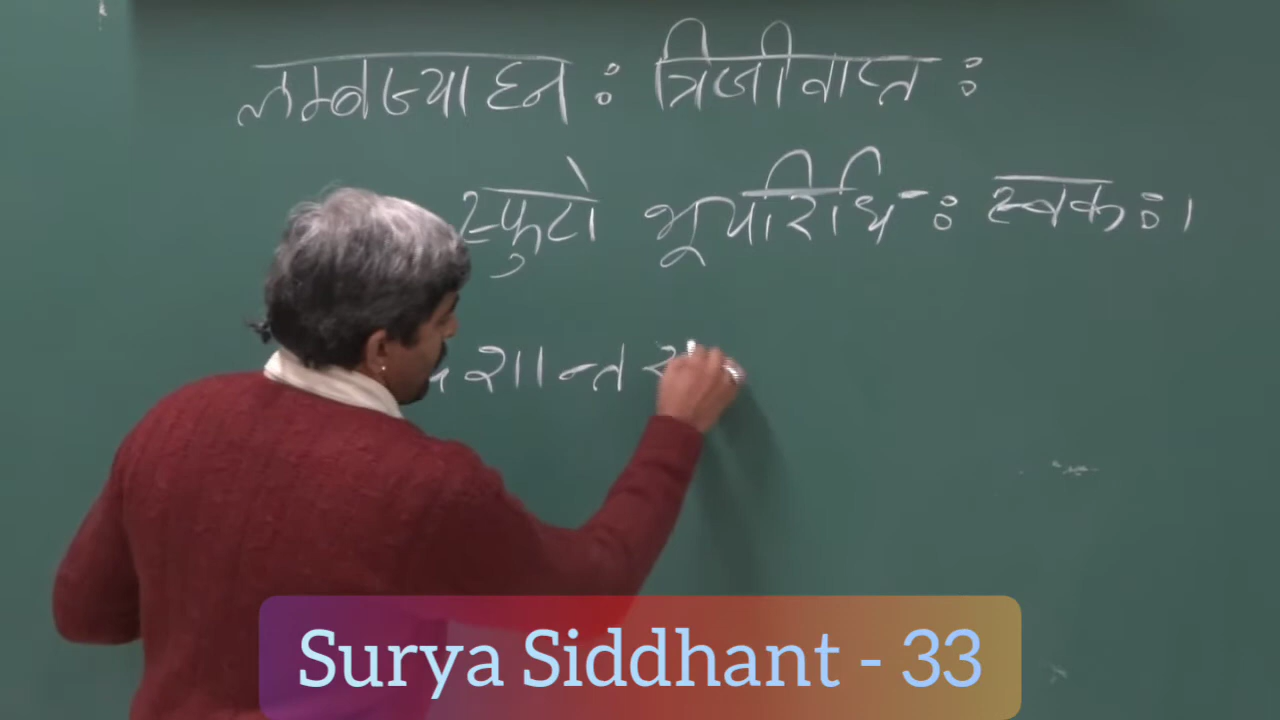 लम्बज्याघ्नः त्रिजीवाप्तः
स्फुटो भूपरिधिः स्वकः।
शान्त
Surya Siddhant - 33